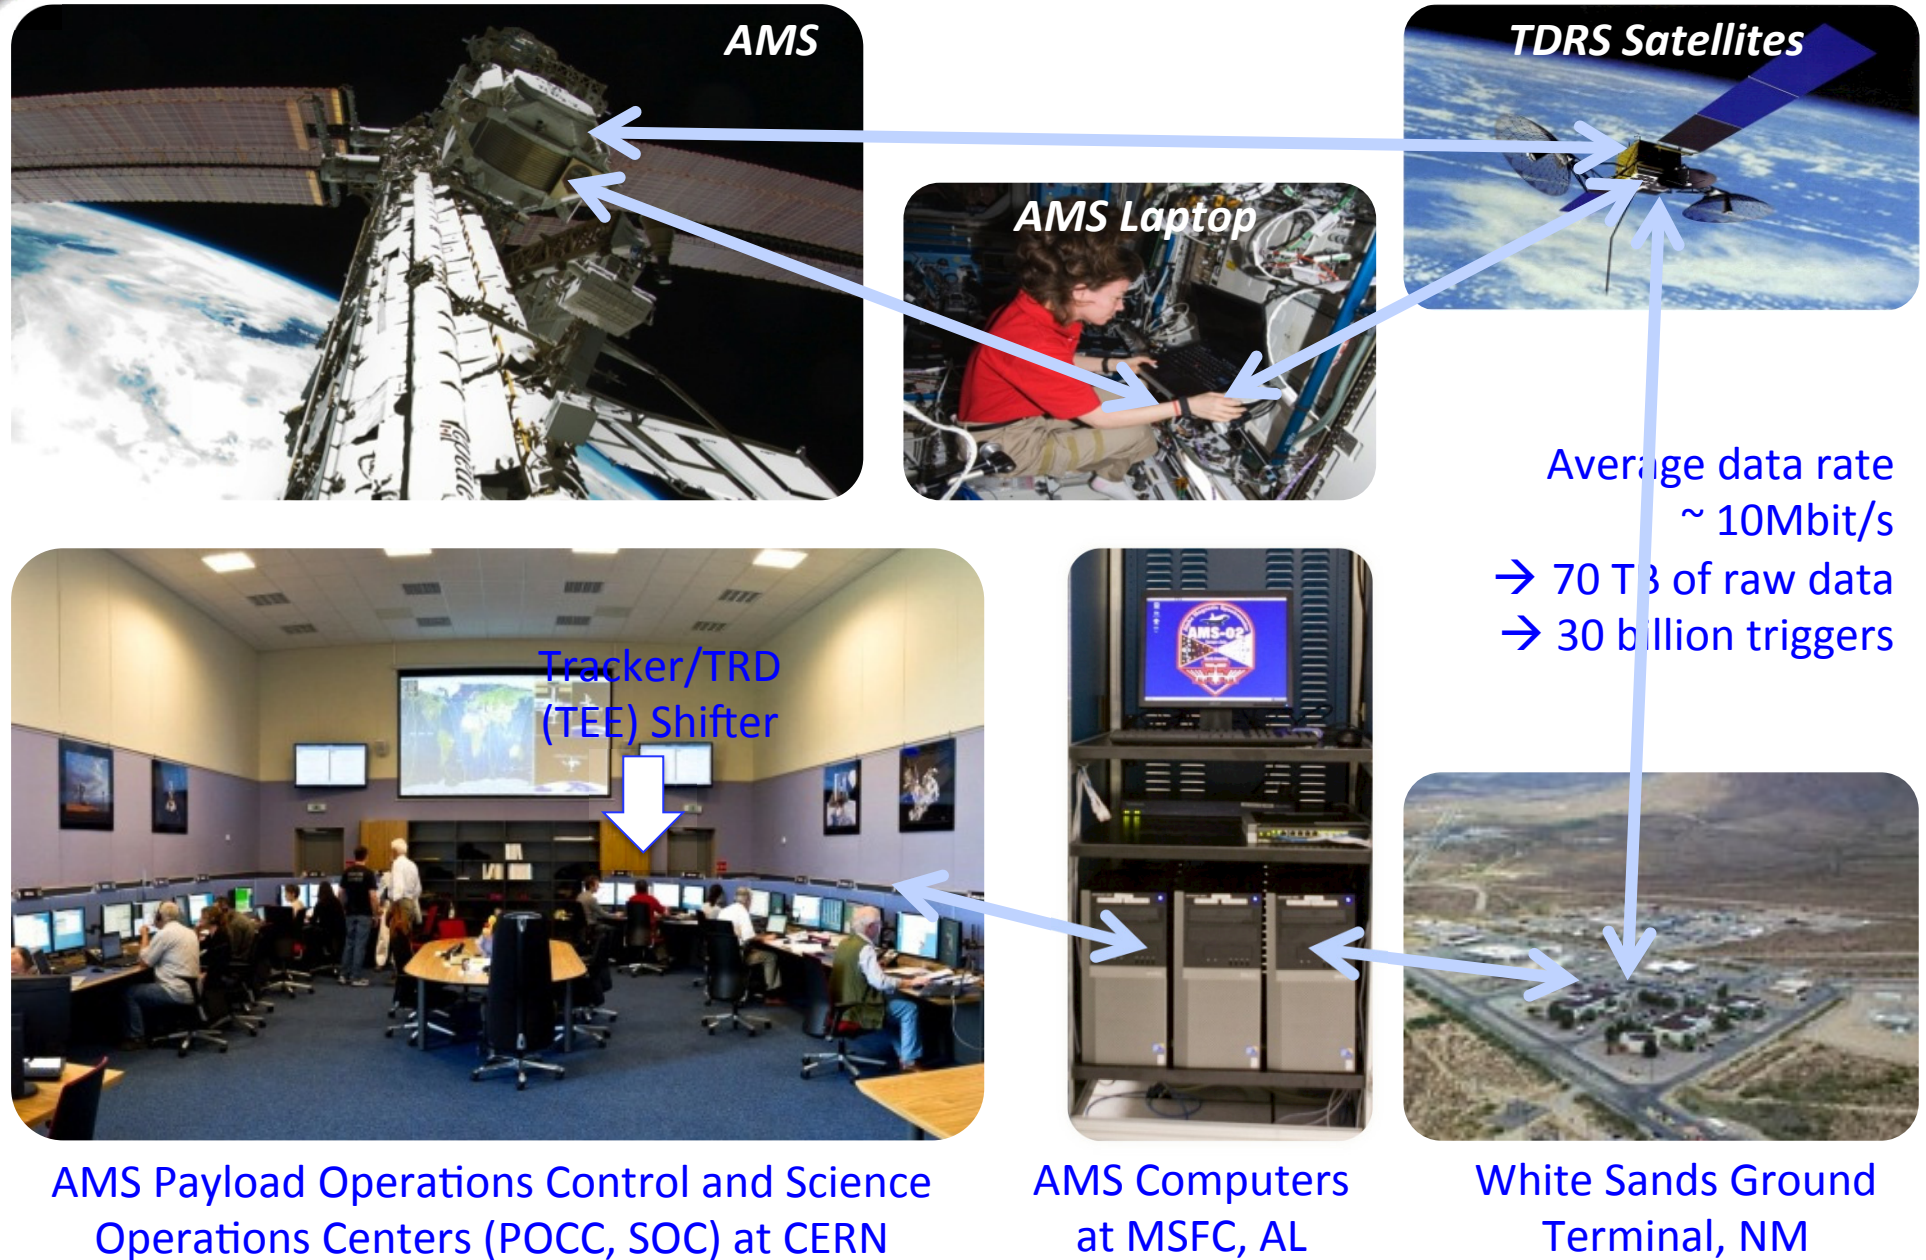 AMS
TDRS Satellites
AMS Laptop
Average data rate
~ 10Mbit/s
→ 70 TB of raw data
→ 30 billion triggers
Tracker/TRD
(TEE) Shifter
AMS-02
AMS Payload Operations Control and Science
Operations Centers (POCC, SOC) at CERN
AMS Computers
at MSFC, AL
White Sands Ground
Terminal, NM